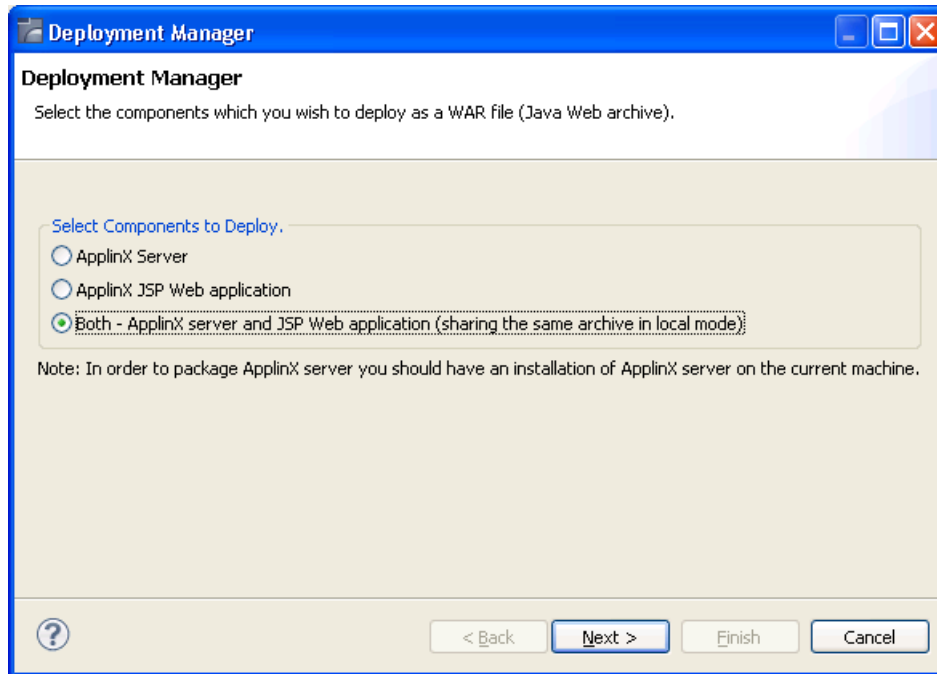 Deployment Manager
Deployment Manager
Select the components which you wish to deploy as a WAR file (Java Web archive).
Select Components to Deploy.
ApplinX Server
ApplinX JSP Web application
Both - ApplinX server and JSP Web application (sharing the same archive in local mode)
Note: In order to package ApplinX server you should have an installation of ApplinX server on the current machine.
? < Back Next > Finish Cancel